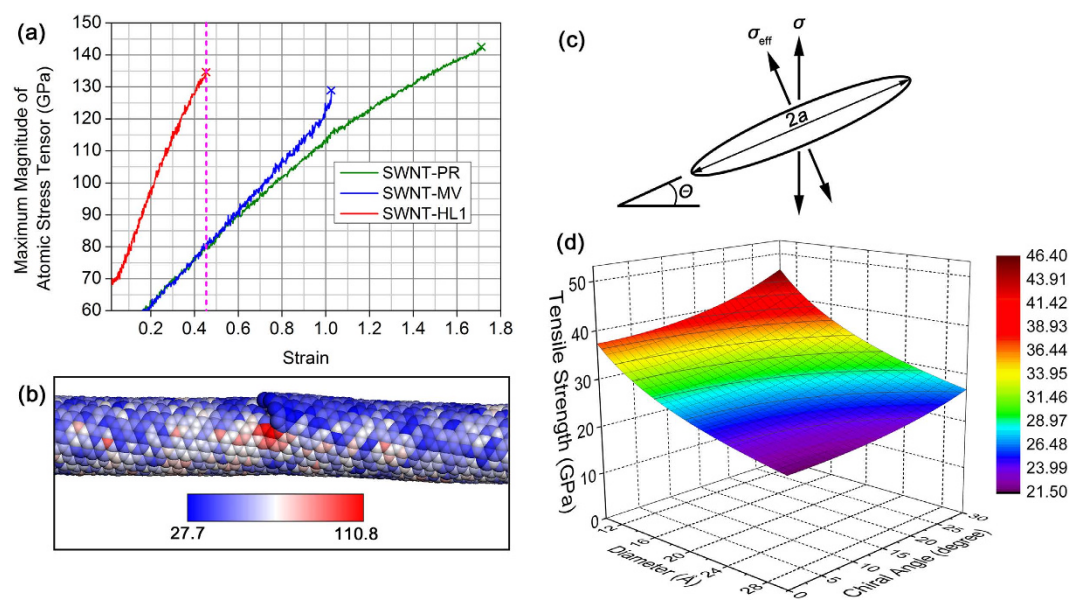 (a)
150
140
130
120
110
100
90
80
70
60
Maximum Magnitude of
Atomic Stress Tensor (GPa)
SWNT-PR
SWNT-MV
SWNT-HL1
0.2 0.4 0.6 0.8 1.0 1.2 1.4 1.6 1.8
Strain
(b)
27.7 110.8
(c)
σeff σ
2a
Θ
(d)
Tensile Strength (GPa)
50
40
30
20
10
0
12 16 20 24 28
Diameter (Å)
0 5 10 15 20 25 30
Chiral Angle (degree)
46.40
43.91
41.42
38.93
36.44
33.95
31.46
28.97
26.48
23.99
21.50